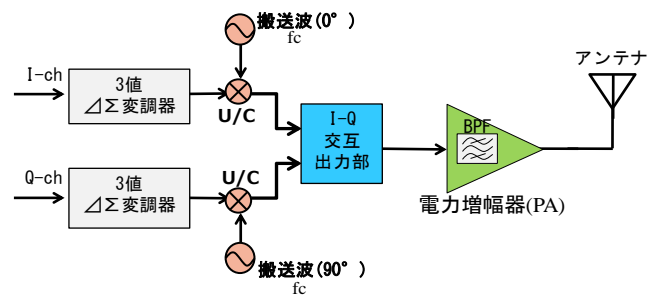 搬送波(0°)
fc
I-ch
3値
⊿Σ変調器
U/C
I-Q
交互
出力部
BPF
アンテナ
Q-ch
3値
⊿Σ変調器
U/C
電力増幅器(PA)
搬送波(90°)
fc